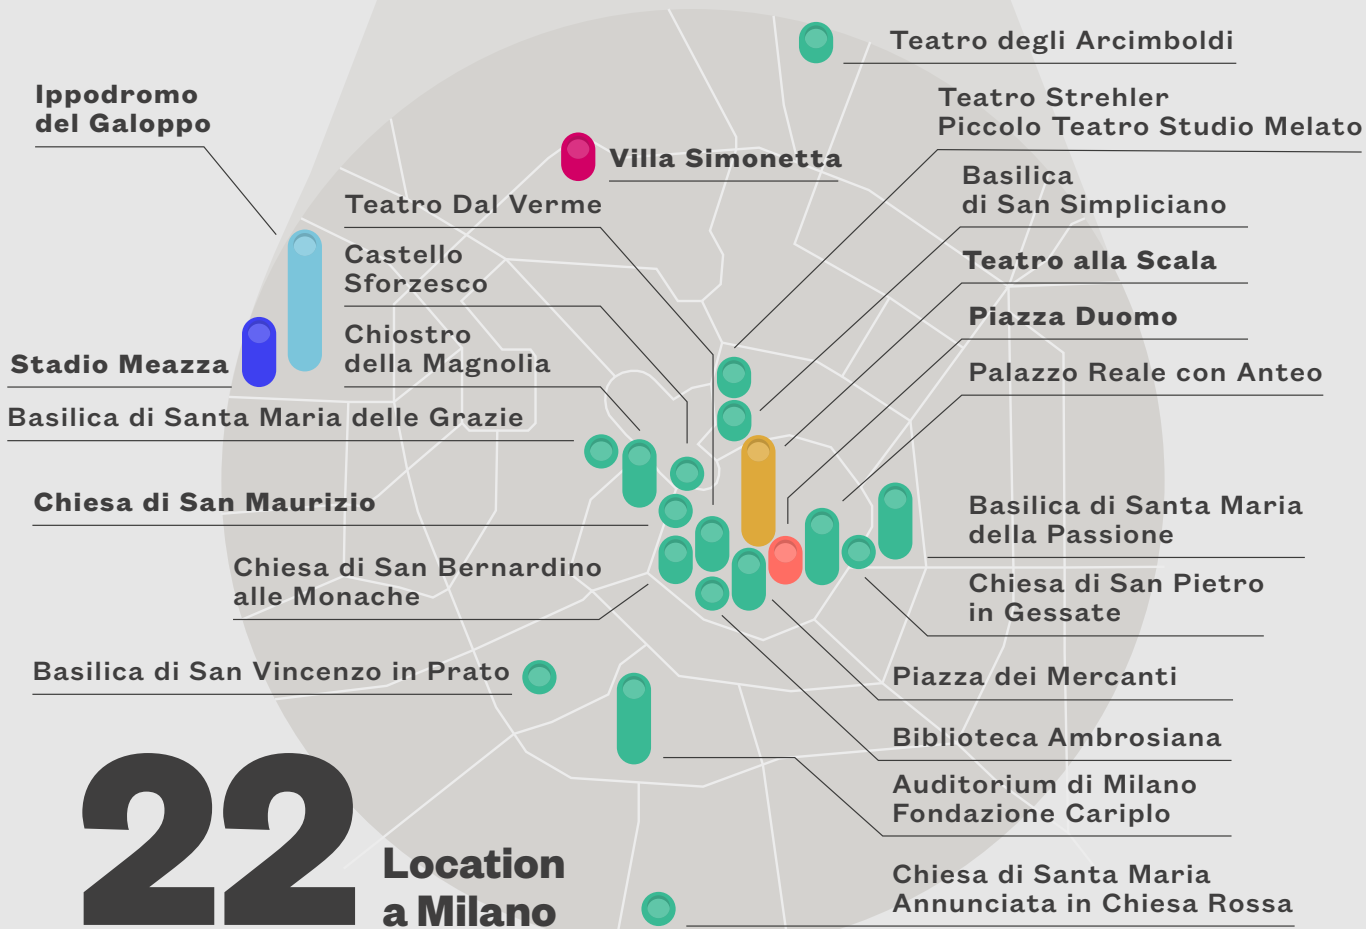 Teatro degli Arcimboldi
Ippodromo
del Galoppo
Teatro Strehler
Piccolo Teatro Studio Melato
Villa Simonetta
Basilica
di San Simpliciano
Teatro Dal Verme
Castello
Sforzesco
Teatro alla Scala
Piazza Duomo
Chiostro
della Magnolia
Stadio Meazza
Palazzo Reale con Anteo
Basilica di Santa Maria delle Grazie
Chiesa di San Maurizio
Basilica di Santa Maria
della Passione
Chiesa di San Bernardino
alle Monache
Chiesa di San Pietro
in Gessate
Basilica di San Vincenzo in Prato
Piazza dei Mercanti
Biblioteca Ambrosiana
Auditorium di Milano
Fondazione Cariplo
Chiesa di Santa Maria
Annunciata in Chiesa Rossa
22
Location
a Milano